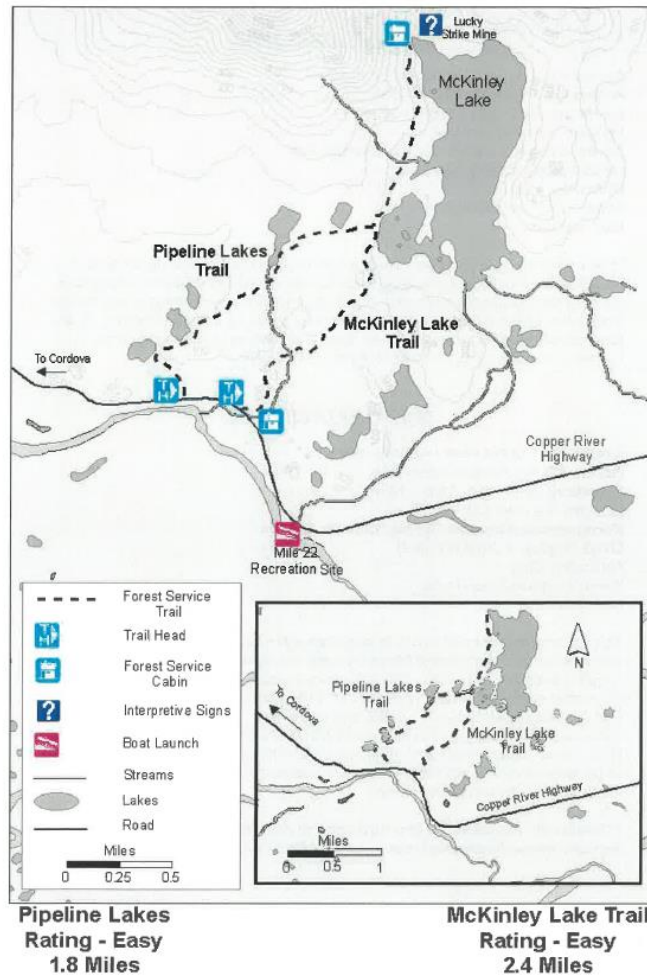 Lucky
Strike Mine
McKinley
Lake
Pipeline Lakes
Trail
McKinley Lake
Trail
To Cordova
Copper River
Highway
Mile 22
Recreation Site
Forest Service
Trail
Trail Head
Forest Service
Cabin
Interpretive Signs
Boat Launch
Streams
Lakes
Road
Miles
0 0.25 0.5
N
Pipeline Lakes
Trail
To Cordova
McKinley Lake
Trail
Copper River Highway
Miles
0 0.5 1
Pipeline Lakes
Rating - Easy
1.8 Miles
McKinley Lake Trail
Rating - Easy
2.4 Miles